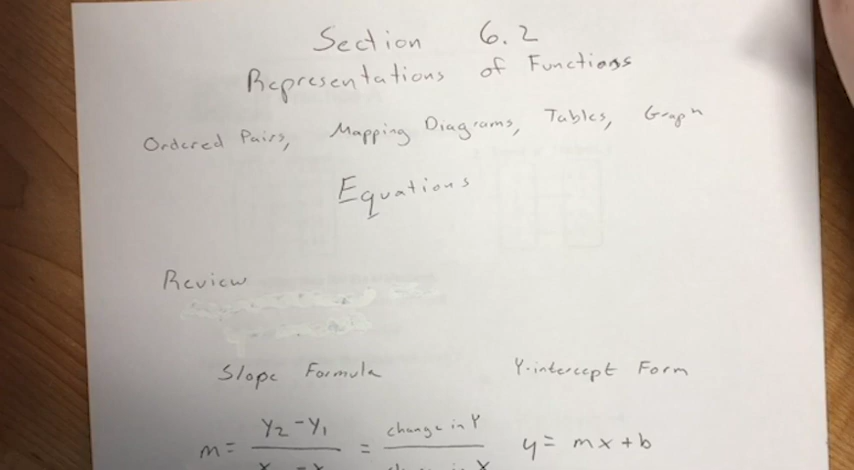 Section 6.2
Representations of Functions
Ordered Pairs, Mapping Diagrams, Tables, Graph
Equations
Review
Slope Formula Y-intercept Form
m = Y2-Y1 = change in Y y = mx + b
X